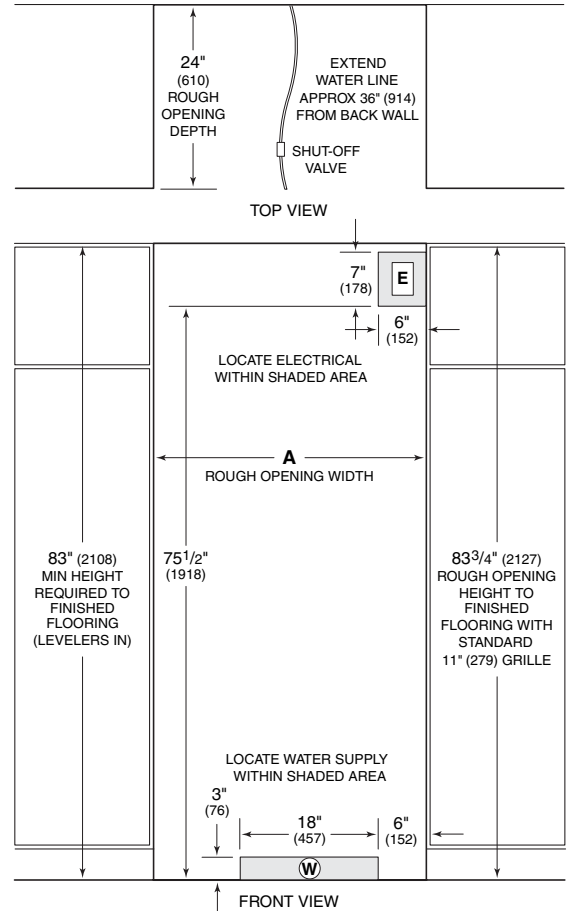 24"
(610)
ROUGH
OPENING
DEPTH
EXTEND
WATER LINE
APPROX 36" (914)
FROM BACK WALL
SHUT-OFF
VALVE
TOP VIEW
7"
(178)
E
6"
(152)
LOCATE ELECTRICAL
WITHIN SHADED AREA
A
ROUGH OPENING WIDTH
83" (2108)
MIN HEIGHT
REQUIRED TO
FINISHED
FLOORING
(LEVELERS IN)
75 1/2"
(1918)
83 3/4" (2127)
ROUGH OPENING
HEIGHT TO
FINISHED
FLOORING WITH
STANDARD
11" (279) GRILLE
LOCATE WATER SUPPLY
WITHIN SHADED AREA
3"
(76)
18"
(457)
6"
(152)
W
FRONT VIEW